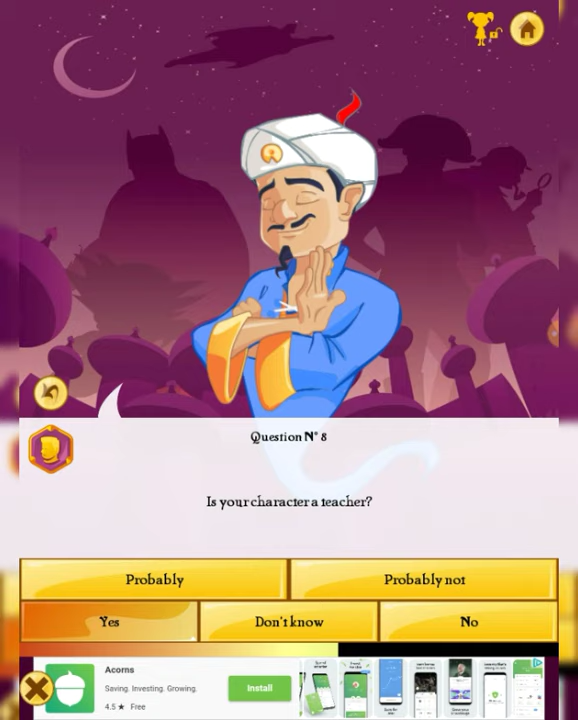 Question N° 8
Is your character a teacher?
Probably
Probably not
Yes
Don't know
No
Acorns
Saving. Investing. Growing.
4.5 ★ Free
Install